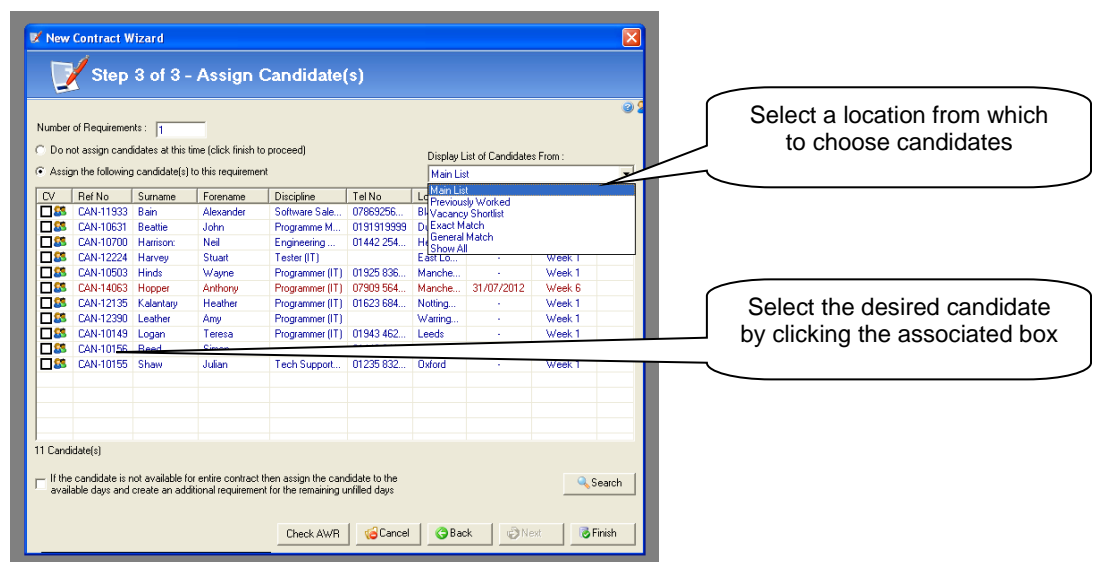 New Contract Wizard
Step 3 of 3 - Assign Candidate(s)
Number of Requirements : 1
Do not assign candidates at this time (click finish to proceed)
Display List of Candidates From :
Assign the following candidate(s) to this requirement
Main List
CV Ref No Surname Forename Discipline Tel No
Main List
Previously Worked
Vacancy Shortlist
Exact Match
General Match
Show All
CAN-11933 Bain Alexander Software Sale... 07869256...
CAN-10631 Beattie John Programme M... 0191919999
CAN-10700 Harrison: Neil Engineering ... 01442 254...
CAN-12224 Harvey Stuart Tester (IT) East Lo... - Week 1
CAN-10503 Hinds Wayne Programmer (IT) 01925 836... Manche... - Week 1
CAN-14063 Hopper Anthony Programmer (IT) 07909 564... Manche... 31/07/2012 Week 6
CAN-12135 Kalantary Heather Programmer (IT) 01623 684... Notting... - Week 1
CAN-12390 Leather Amy Programmer (IT) Warring... - Week 1
CAN-10149 Logan Teresa Programmer (IT) 01943 462... Leeds - Week 1
CAN-10156
CAN-10155 Shaw Julian Tech Support... 01235 832... Oxford - Week 1
11 Candidate(s)
If the candidate is not available for entire contract then assign the candidate to the
available days and create an additional requirement for the remaining unfilled days
Search
Check AWR Cancel Back Next Finish
Select a location from which
to choose candidates
Select the desired candidate
by clicking the associated box